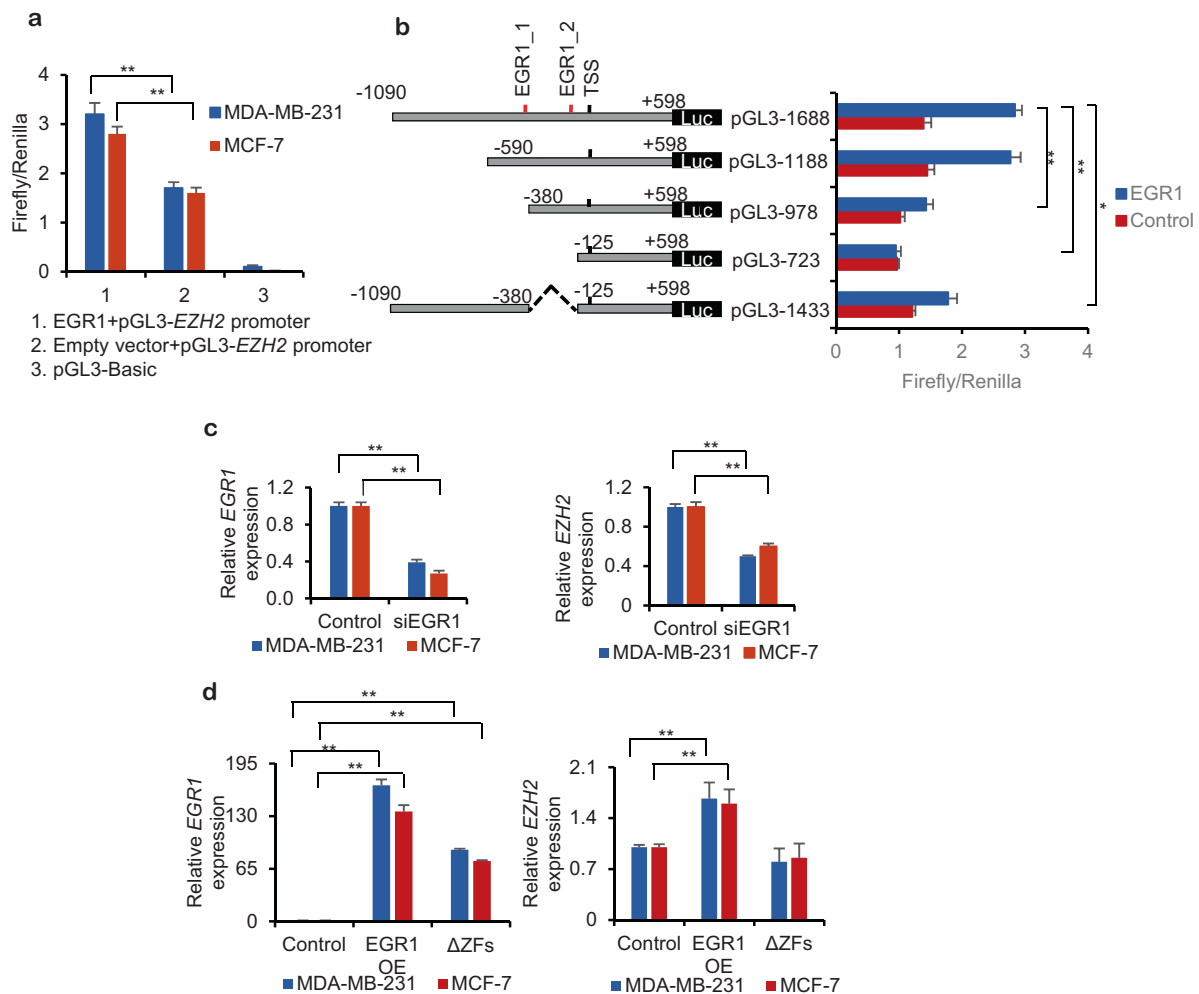 a
Firefly/Renilla
4
3
2
1
0
**
**
MDA-MB-231
MCF-7
1 2 3
1. EGR1+pGL3-EZH2 promoter
2. Empty vector+pGL3-EZH2 promoter
3. pGL3-Basic
b
EGR1_1
EGR1_2
TSS
-1090 +598
Luc pGL3-1688
-590 +598
Luc pGL3-1188
-380 +598
Luc pGL3-978
-125 +598
Luc pGL3-723
-1090 -380 -125 +598
Luc pGL3-1433
**
**
*
EGR1
Control
0 1 2 3 4
Firefly/Renilla
c
Relative EGR1
expression
1.2
0.8
0.4
0.0
**
**
Control siEGR1
MDA-MB-231 MCF-7
Relative EZH2
expression
1.2
0.8
0.4
0
**
**
Control siEGR1
MDA-MB-231 MCF-7
d
Relative EGR1
expression
195
130
65
0
**
**
**
**
Control EGR1 ΔZFs
OE
MDA-MB-231 MCF-7
Relative EZH2
expression
2.1
1.4
0.7
0
**
**
Control EGR1 ΔZFs
OE
MDA-MB-231 MCF-7